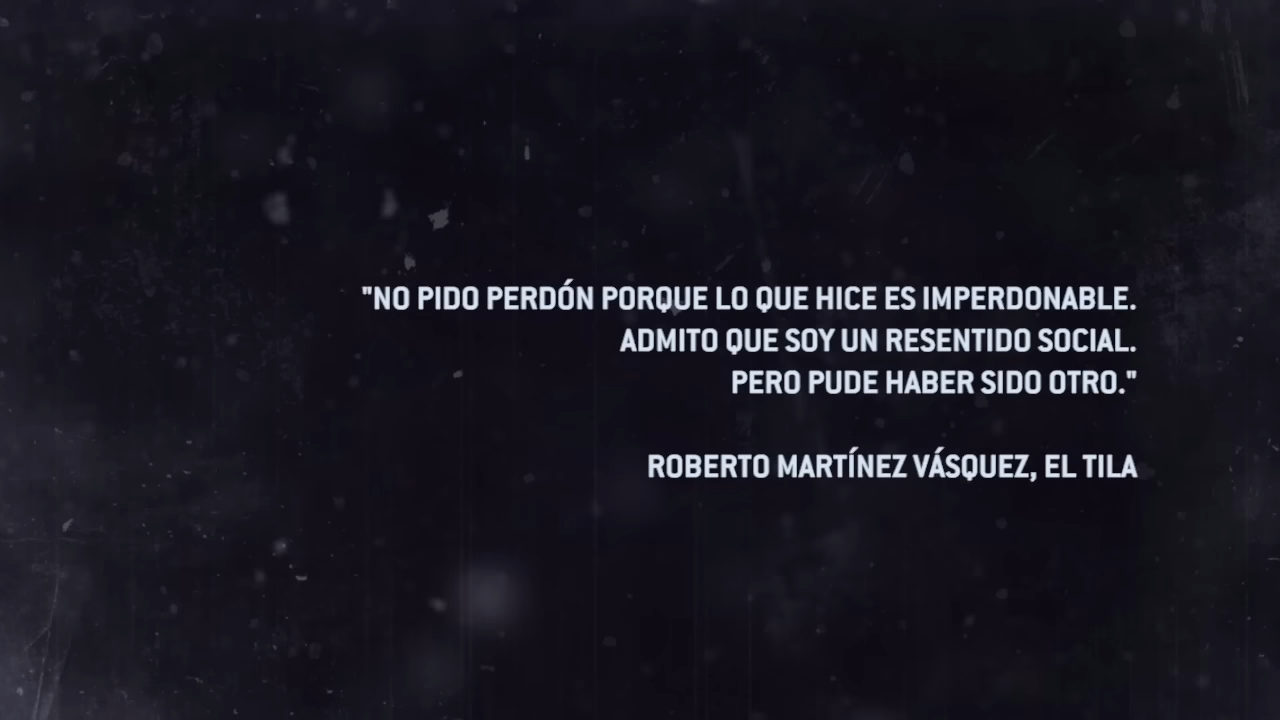 "NO PIDO PERDÓN PORQUE LO QUE HICE ES IMPERDONABLE.
ADMITO QUE SOY UN RESENTIDO SOCIAL.
PERO PUDE HABER SIDO OTRO."
ROBERTO MARTÍNEZ VÁSQUEZ, EL TILA